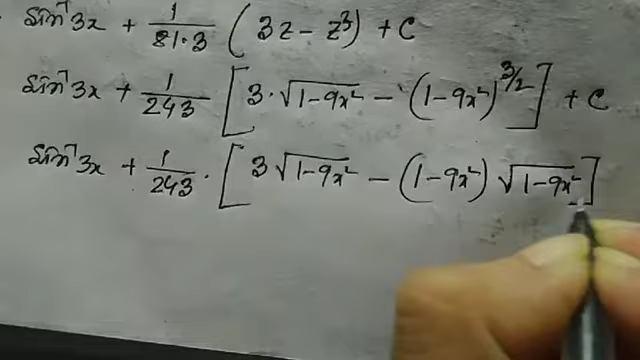 sin⁻¹3x + 1/81·3 (3z − z³) + C
sin⁻¹3x + 1/243 [3·√(1−9x²) − (1−9x²)^3/2] + C
sin⁻¹3x + 1/243 · [3√(1−9x²) − (1−9x²)√(1−9x²)]